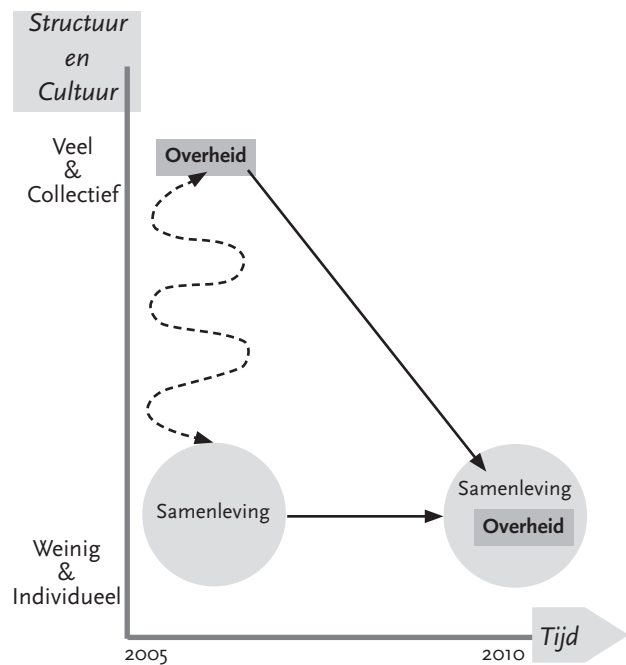 Structuur
en
Cultuur
Veel
&
Collectief
Overheid
Samenleving
Samenleving
Overheid
Weinig
&
Individueel
2005
2010
Tijd